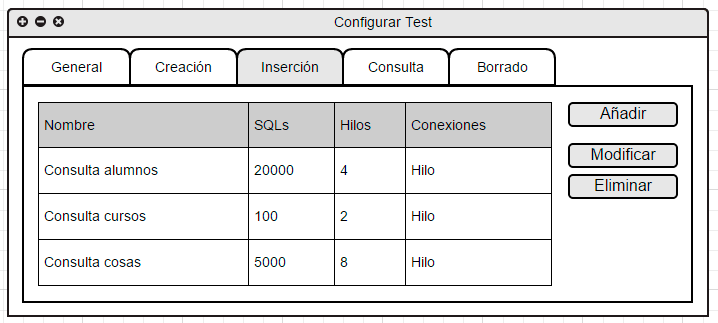 Configurar Test
General Creación Inserción Consulta Borrado
Nombre SQLs Hilos Conexiones
Añadir
Consulta alumnos 20000 4 Hilo
Modificar
Eliminar
Consulta cursos 100 2 Hilo
Consulta cosas 5000 8 Hilo